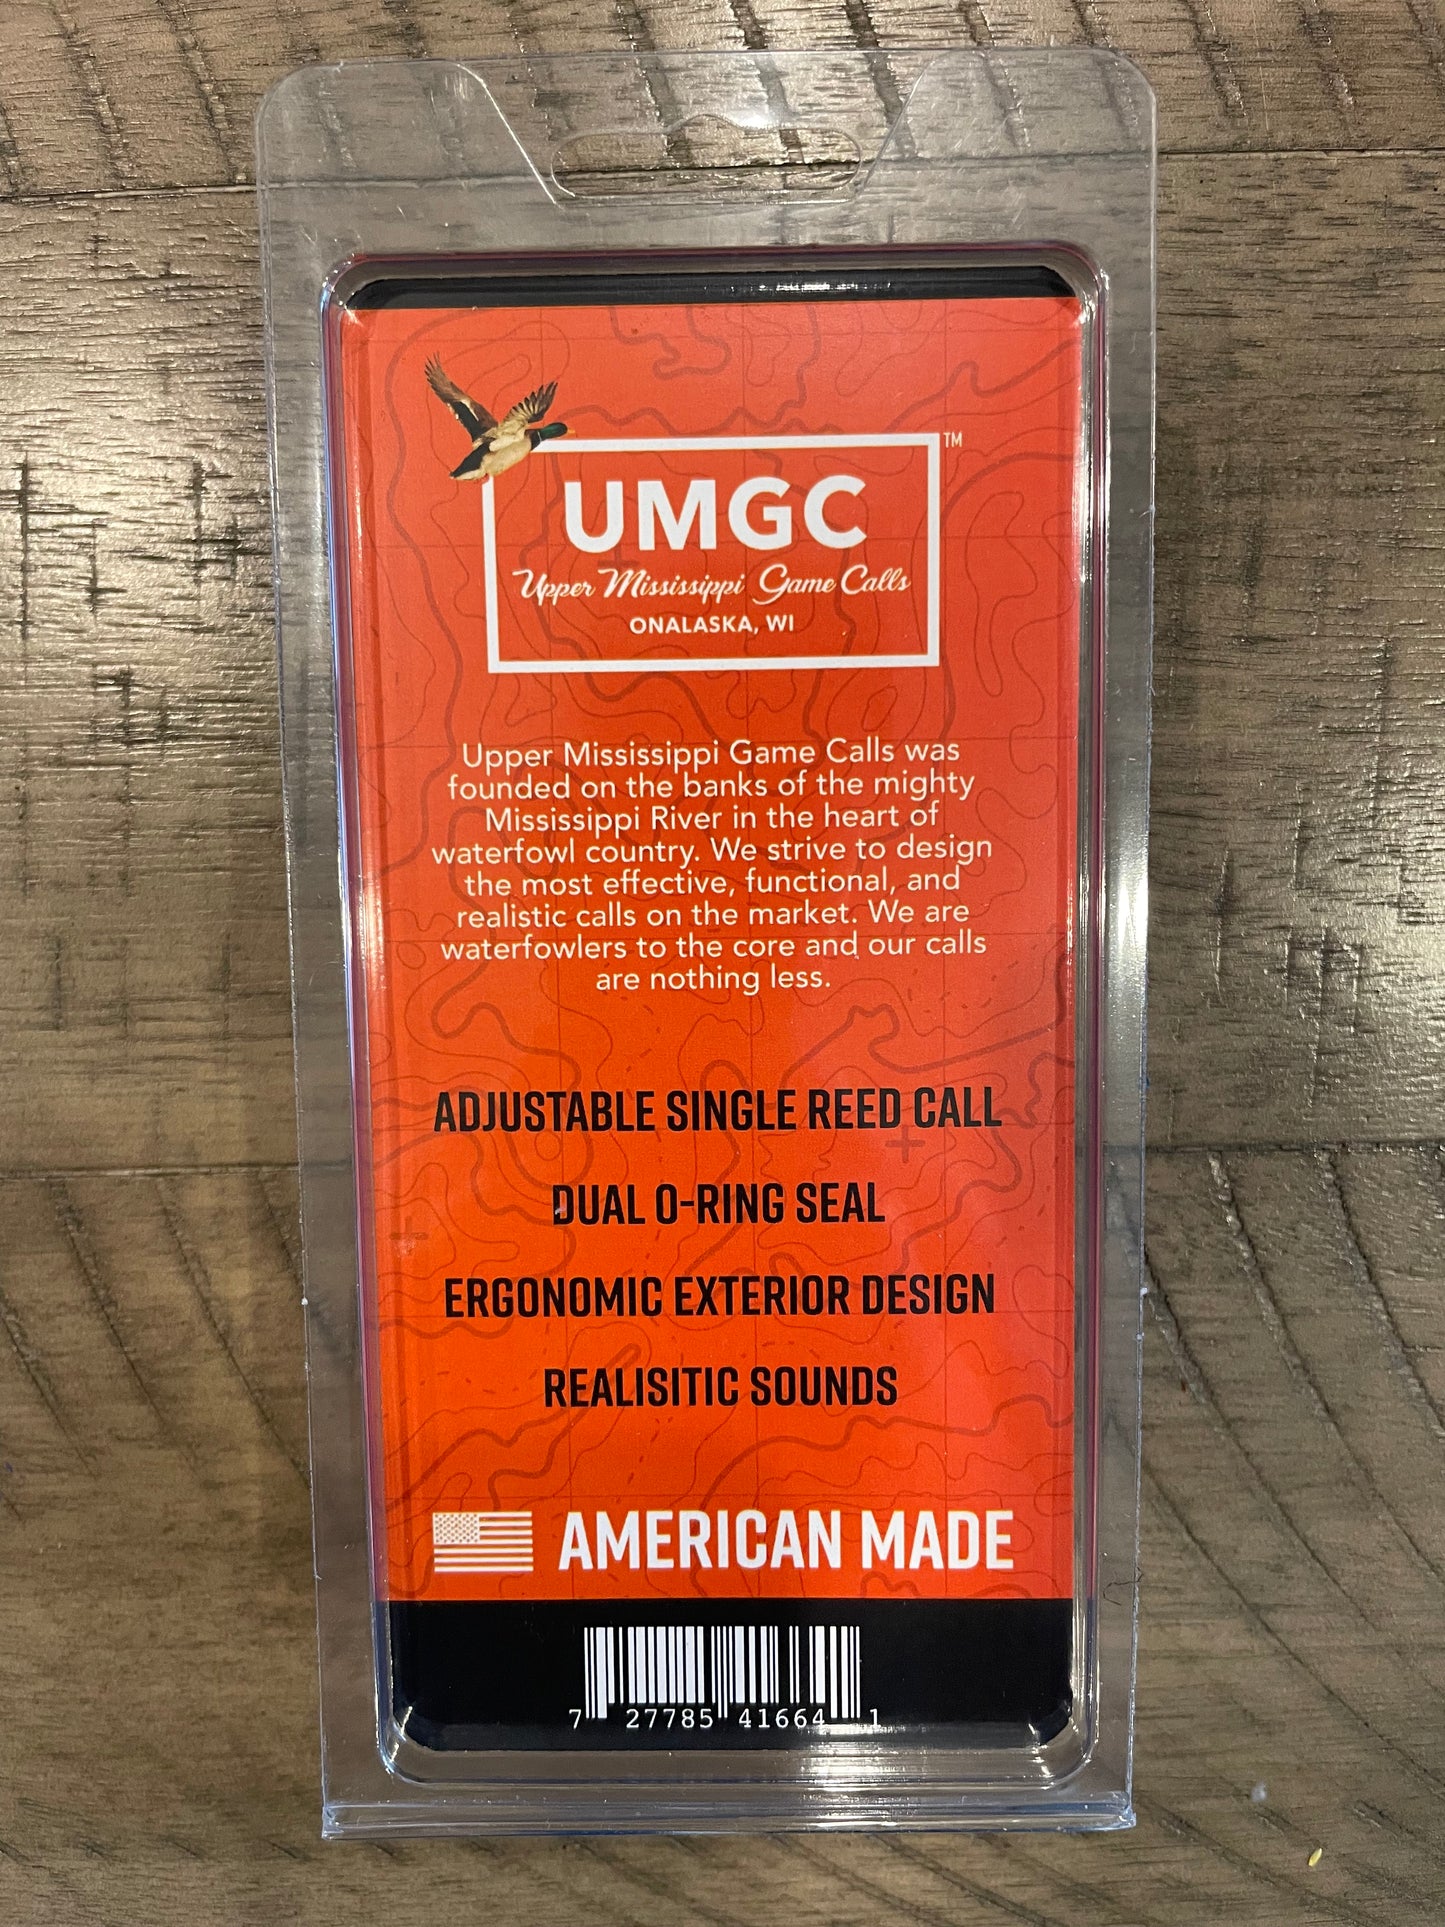 UMGC
TM
Upper Mississippi Game Calls
ONALASKA, WI
Upper Mississippi Game Calls was
founded on the banks of the mighty
Mississippi River in the heart of
waterfowl country. We strive to design
the most effective, functional, and
realistic calls on the market. We are
waterfowlers to the core and our calls
are nothing less.
ADJUSTABLE SINGLE REED CALL
DUAL O-RING SEAL
ERGONOMIC EXTERIOR DESIGN
REALISITIC SOUNDS
AMERICAN MADE
7 27785 41664 1